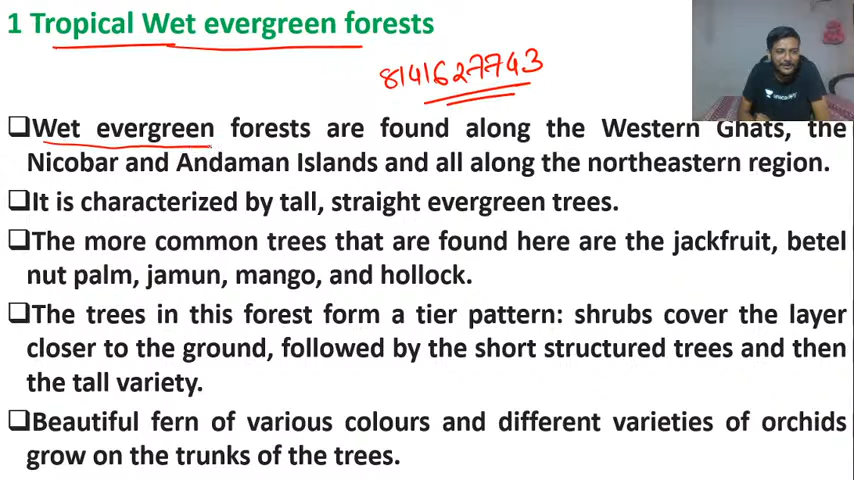 1 Tropical Wet evergreen forests
8141627743
❑Wet evergreen forests are found along the Western Ghats, the
Nicobar and Andaman Islands and all along the northeastern region.
❑It is characterized by tall, straight evergreen trees.
❑The more common trees that are found here are the jackfruit, betel
nut palm, jamun, mango, and hollock.
❑The trees in this forest form a tier pattern: shrubs cover the layer
closer to the ground, followed by the short structured trees and then
the tall variety.
❑Beautiful fern of various colours and different varieties of orchids
grow on the trunks of the trees.